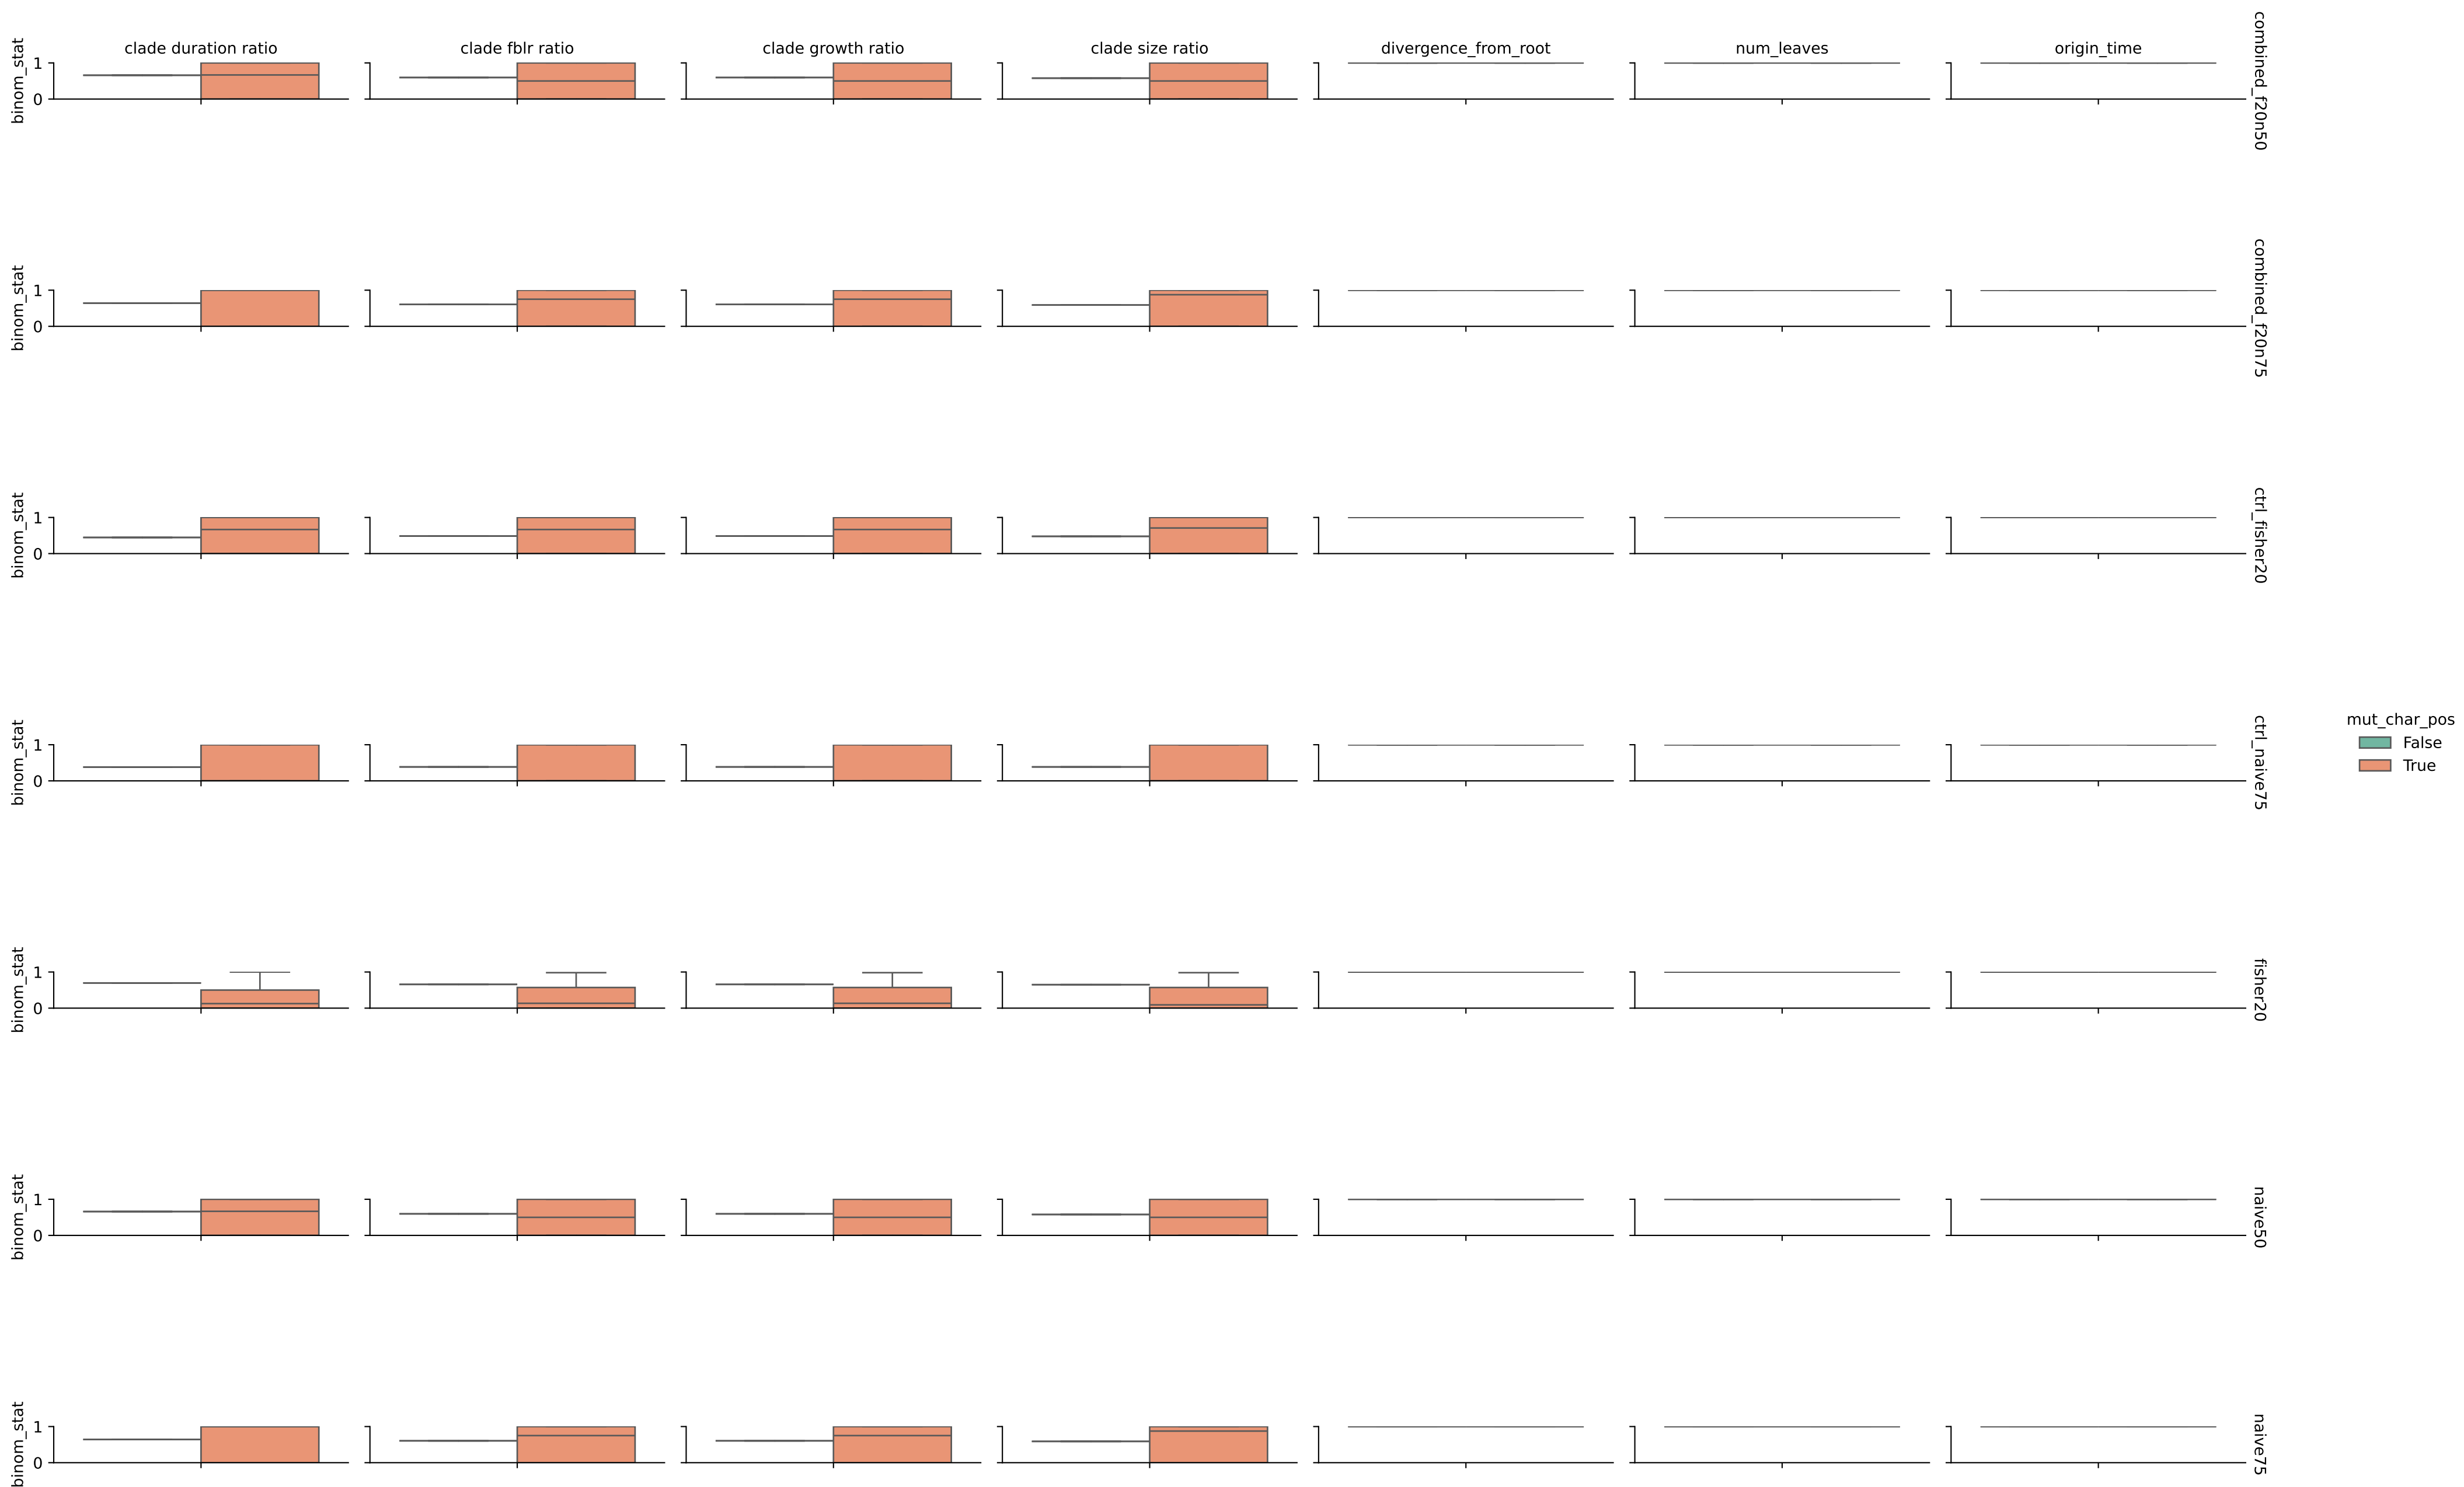 clade duration ratio
clade fblr ratio
clade growth ratio
clade size ratio
divergence_from_root
num_leaves
origin_time
binom_stat
1
0
combined_f20n50
binom_stat
1
0
combined_f20n75
binom_stat
1
0
ctrl_fisher20
binom_stat
1
0
ctrl_naive75
mut_char_pos
False
True
binom_stat
1
0
fisher20
binom_stat
1
0
naive50
binom_stat
1
0
naive75